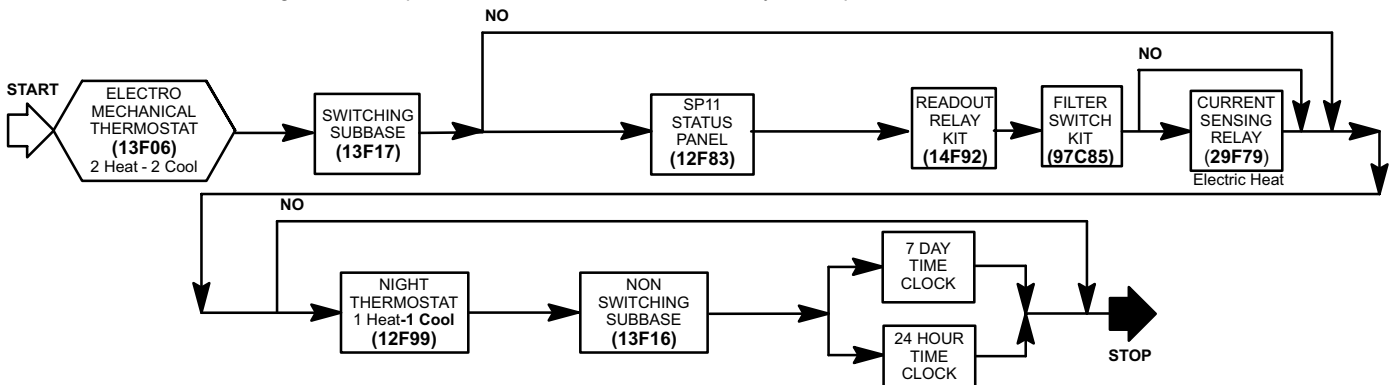 NO
NO
START
ELECTRO
MECHANICAL
THERMOSTAT
(13F06)
2 Heat - 2 Cool
SWITCHING
SUBBASE
(13F17)
SP11
STATUS
PANEL
(12F83)
READOUT
RELAY
KIT
(14F92)
FILTER
SWITCH
KIT
(97C85)
CURRENT
SENSING
RELAY
(29F79)
Electric Heat
NO
NIGHT
THERMOSTAT
1 Heat-1 Cool
(12F99)
NON
SWITCHING
SUBBASE
(13F16)
7 DAY
TIME
CLOCK
24 HOUR
TIME
CLOCK
STOP